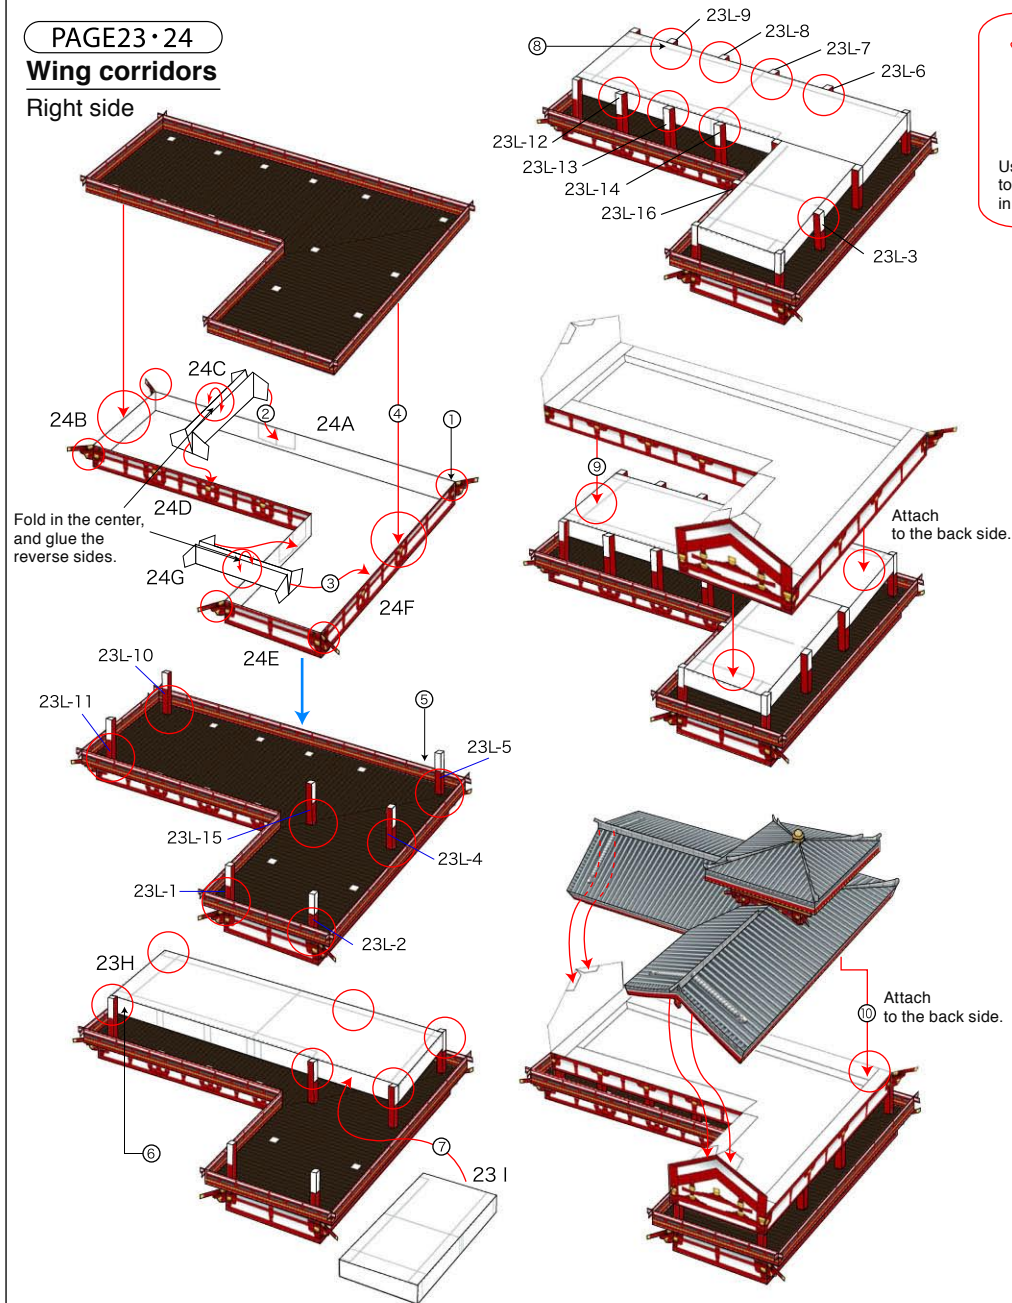 PAGE23・24
Wing corridors
Right side
24C
24B
②
24A
④
①
24D
Fold in the center,
and glue the
reverse sides.
24G
③
24F
24E
23L-10
23L-11
⑤
23L-5
23L-15
23L-4
23L-1
23L-2
23H
⑥
⑦
23 I
23L-9
⑧
23L-8
23L-7
23L-6
23L-12
23L-13
23L-14
23L-16
23L-3
Us
to
in
⑨
Attach
to the back side.
⑩
Attach
to the back side.